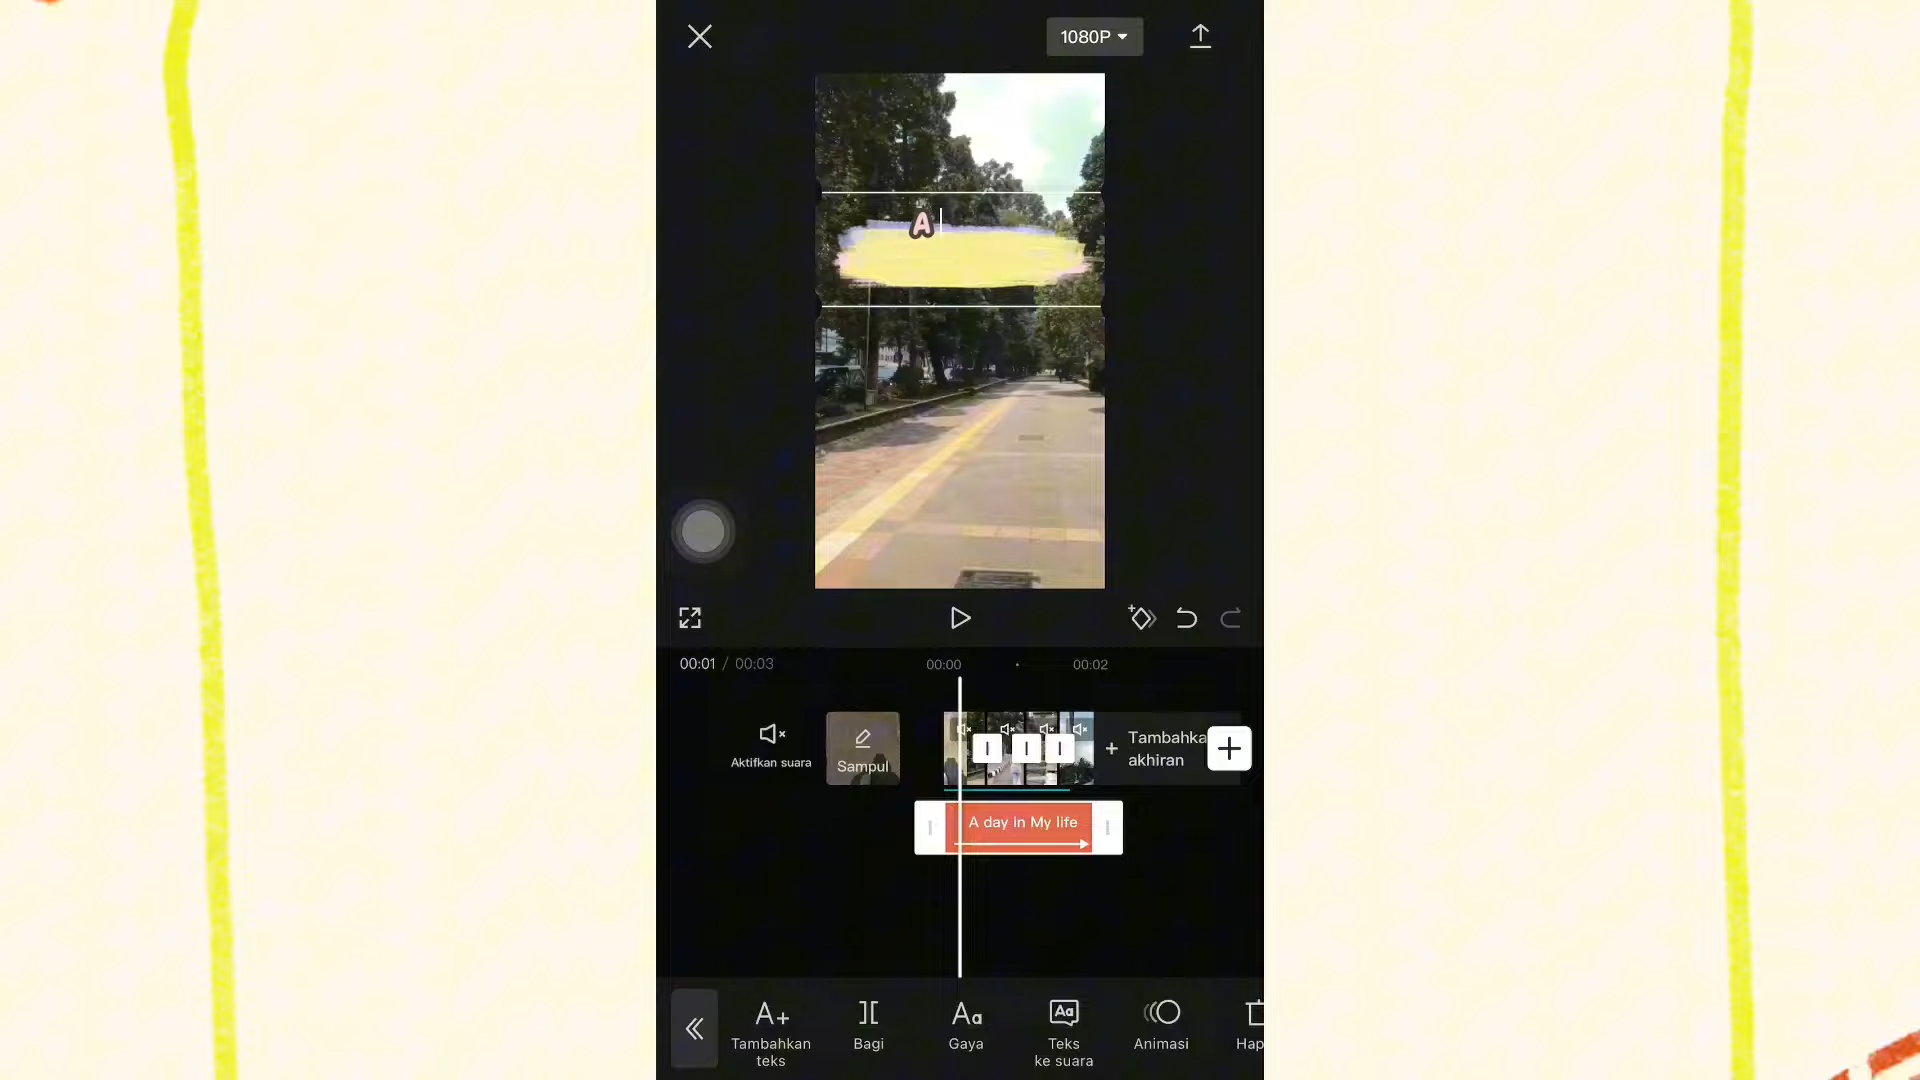 1080P
A
00:01 / 00:03
00:00
00:02
Aktifkan suara
Sampul
+ Tambahka
akhiran
A day in My life
Tambahkan
teks
Bagi
Gaya
Teks
ke suara
Animasi
Hap